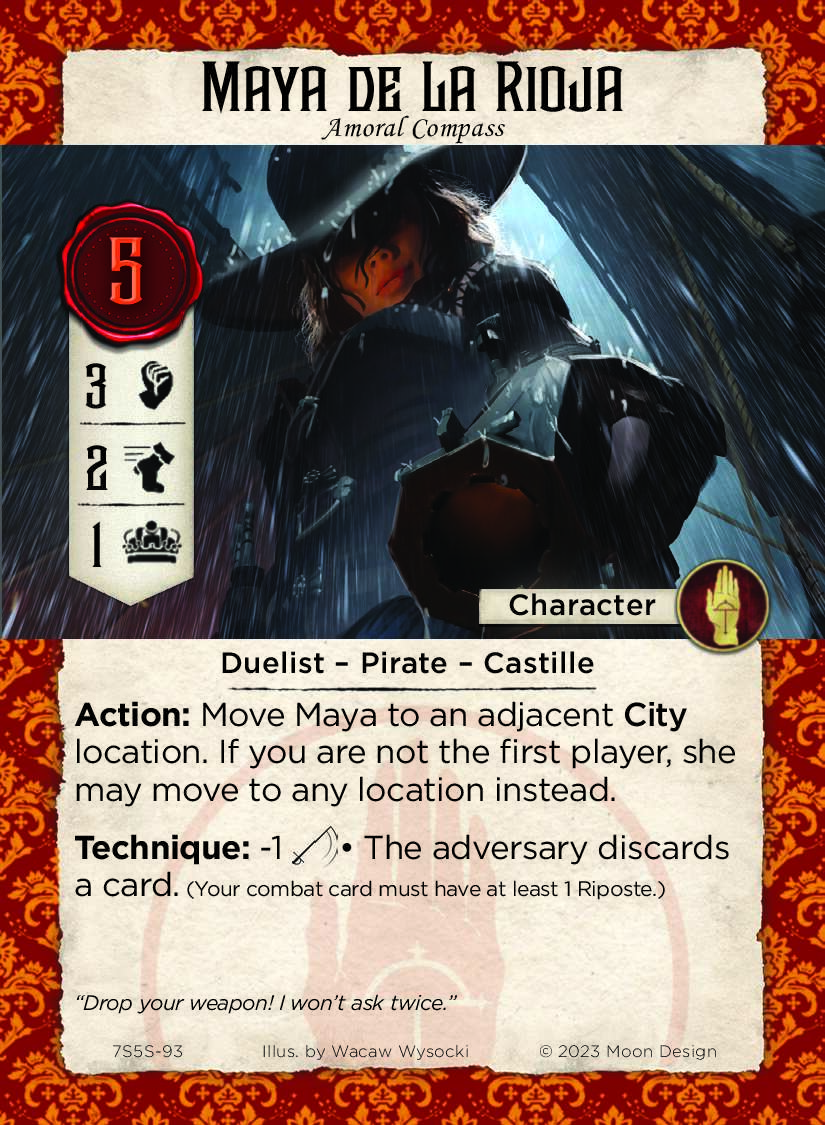 Maya de La Rioja
Amoral Compass
5
3
2
1
Character
Duelist – Pirate – Castille
Action: Move Maya to an adjacent City
location. If you are not the first player, she
may move to any location instead.
Technique: -1 • The adversary discards
a card. (Your combat card must have at least 1 Riposte.)
“Drop your weapon! I won’t ask twice.”
7S5S-93 Illus. by Wacaw Wysocki © 2023 Moon Design